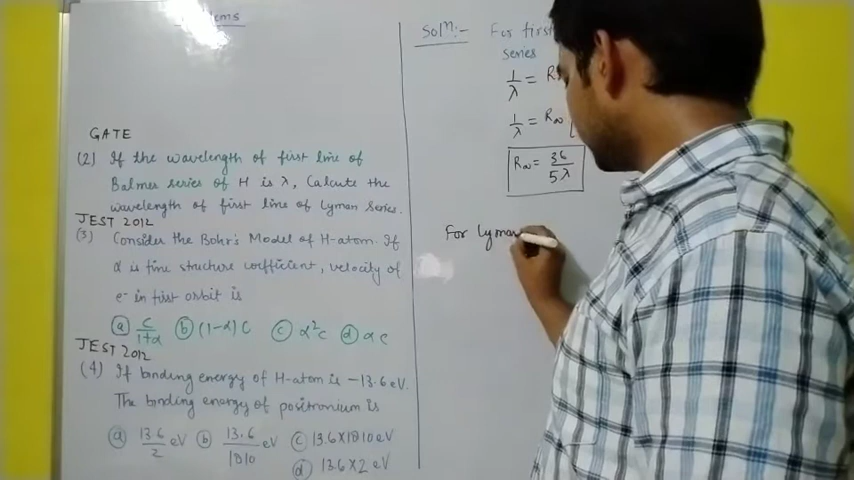 GATE
(2) If the wavelength of first line of
Balmer series of H is λ, Calcute the
wavelength of first line of Lyman Series.
JEST 2012
(3) Consider the Bohr's Model of H-atom. If
α is fine structure coefficient, velocity of
e⁻ in first orbit is
(a) C/1+α (b) (1-α)C (c) α²c (d) αc
JEST 2012
(4) If binding energy of H-atom is -13.6 eV.
The binding energy of positronium is
(a) 13.6/2 eV (b) 13.6/1810 eV (c) 13.6×1810 eV
(d) 13.6×2 eV
Solⁿ:- For first
series
1/λ = R
1/λ = R∞ [
R∞ = 36/5λ
For Lyman